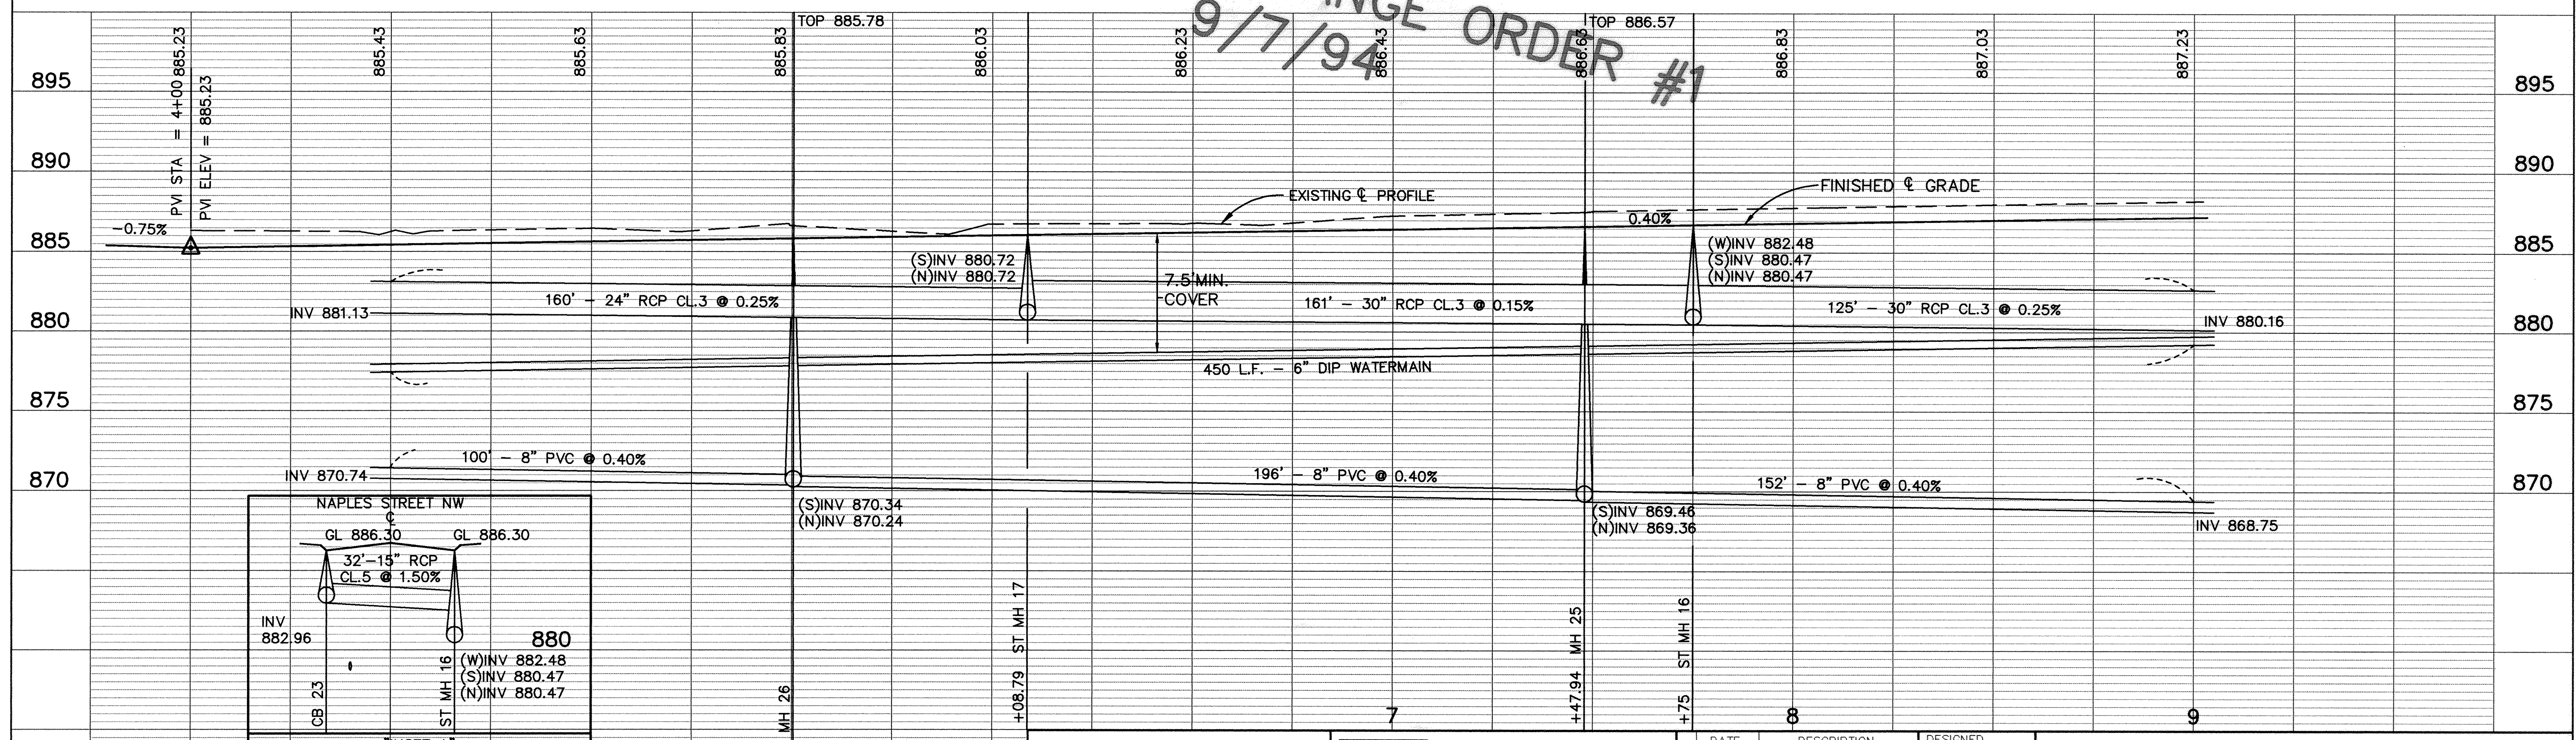 TOP 885.78
TOP 886.57
ORDER #1
9/7/94
885.23
885.43
885.63
885.83
886.03
886.23
886.43
886.63
886.83
887.03
887.23
895
895
PVI STA = 4+00
PVI ELEV = 885.23
890
890
EXISTING ℄ PROFILE
FINISHED ℄ GRADE
-0.75%
0.40%
885
885
(S)INV 880.72
(N)INV 880.72
(W)INV 882.48
(S)INV 880.47
(N)INV 880.47
7.5'MIN.
COVER
160' - 24" RCP CL.3 @ 0.25%
161' - 30" RCP CL.3 @ 0.15%
125' - 30" RCP CL.3 @ 0.25%
INV 881.13
INV 880.16
880
880
450 L.F. - 6" DIP WATERMAIN
875
875
100' - 8" PVC @ 0.40%
196' - 8" PVC @ 0.40%
152' - 8" PVC @ 0.40%
INV 870.74
870
870
(S)INV 870.34
(N)INV 870.24
(S)INV 869.46
(N)INV 869.36
INV 868.75
NAPLES STREET NW
℄
GL 886.30
GL 886.30
32'-15" RCP
CL.5 @ 1.50%
INV
882.96
880
(W)INV 882.48
(S)INV 880.47
(N)INV 880.47
CB 23
ST MH 16
MH 26
+08.79 ST MH 17
+47.94 MH 25
+75 ST MH 16
7
8
9
DATE
DESCRIPTION
DESIGNED